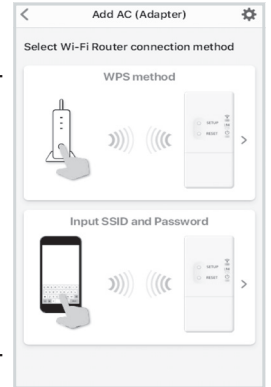 Add AC (Adapter)
Select Wi-Fi Router connection method
WPS method
SETUP
RESET
Input SSID and Password
SETUP
RESET